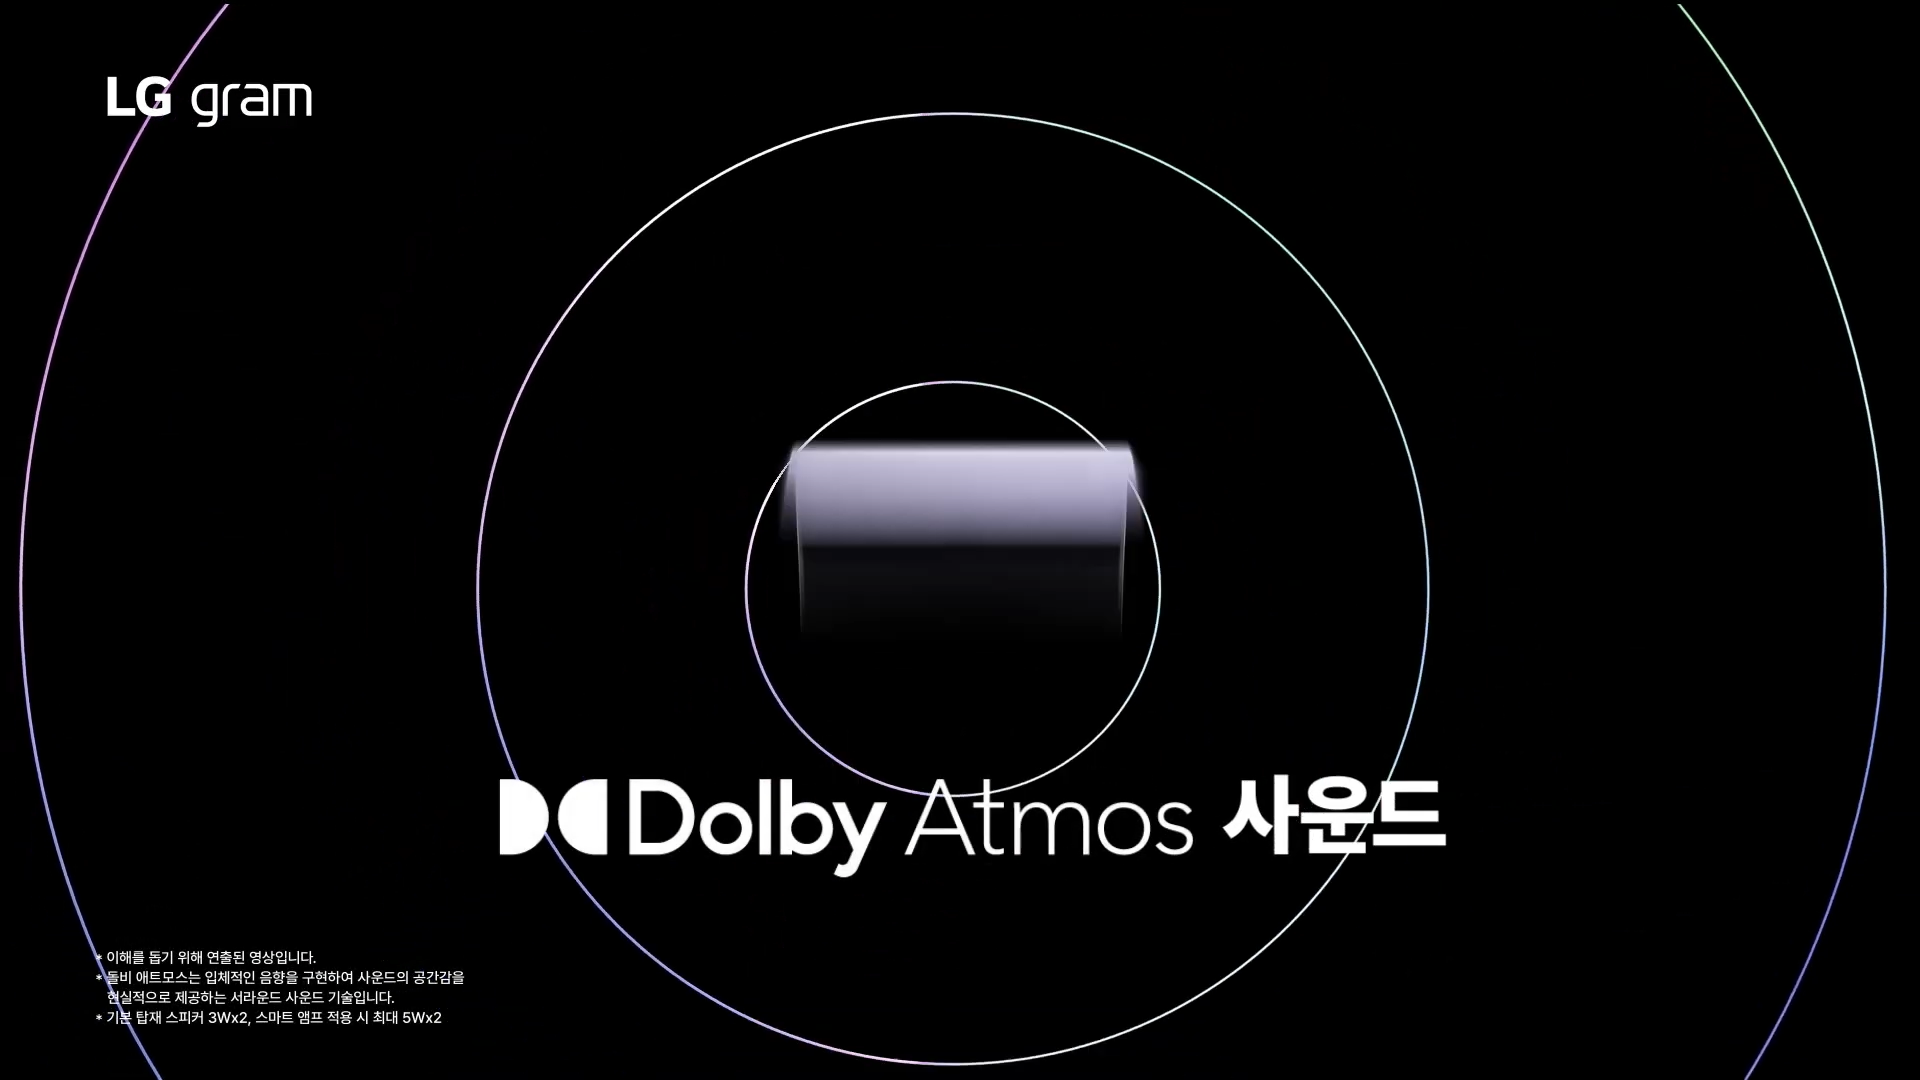 LG gram
Dolby Atmos 사운드
* 이해를 돕기 위해 연출된 영상입니다.
* 돌비 애트모스는 입체적인 음향을 구현하여 사운드의 공간감을
현실적으로 제공하는 서라운드 사운드 기술입니다.
* 기본 탑재 스피커 3Wx2, 스마트 앰프 적용 시 최대 5Wx2